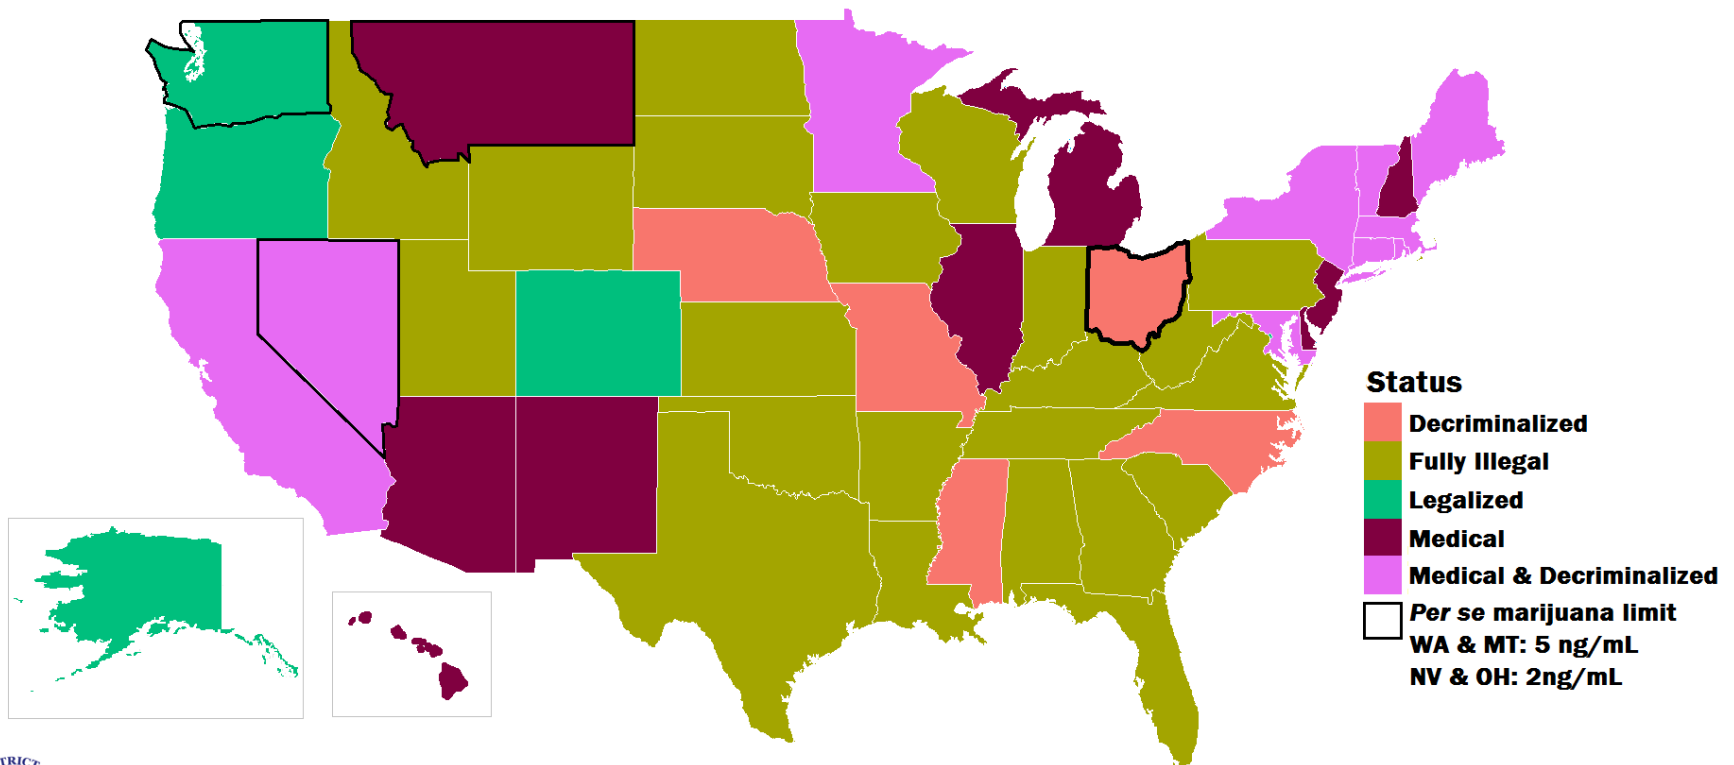 Status
Decriminalized
Fully Illegal
Legalized
Medical
Medical & Decriminalized
Per se marijuana limit
WA & MT: 5 ng/mL
NV & OH: 2ng/mL
TRICT